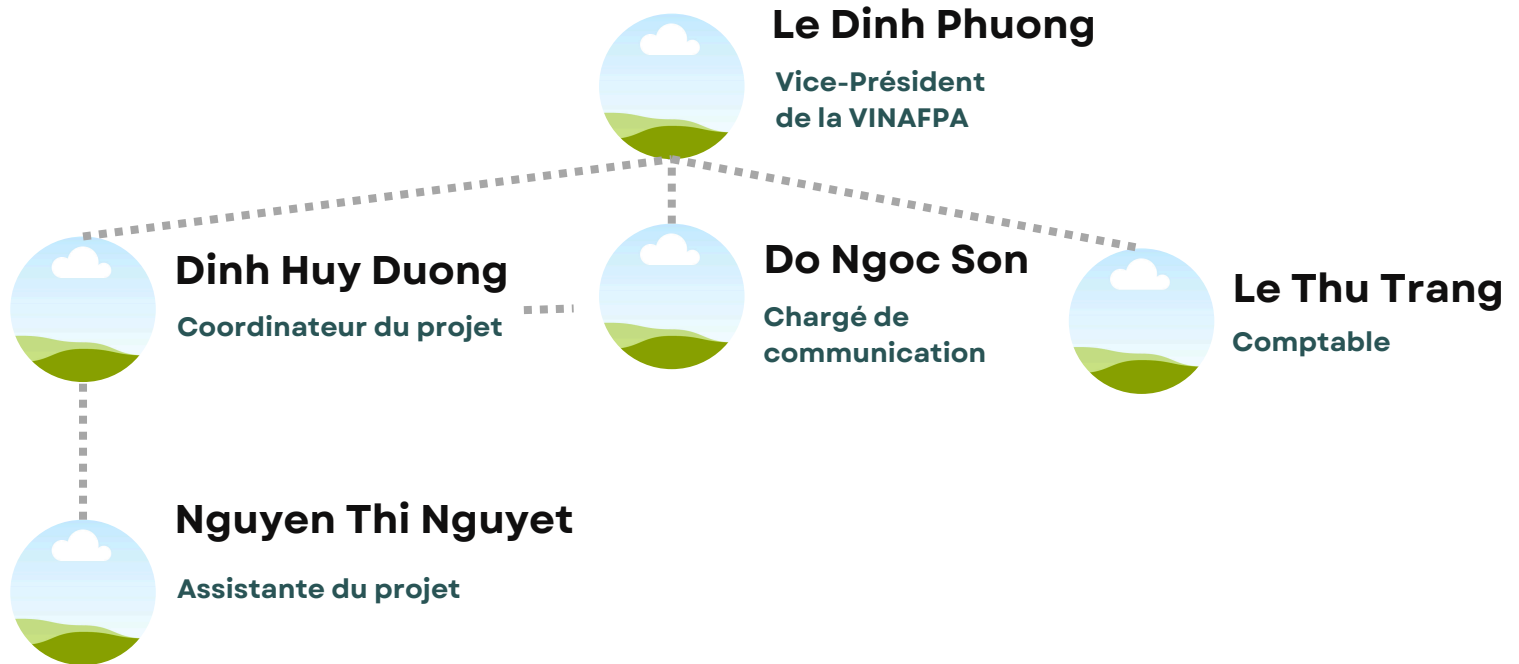 Le Dinh Phuong
Vice-Président
de la VINAFPA
Dinh Huy Duong
Coordinateur du projet
Do Ngoc Son
Chargé de
communication
Le Thu Trang
Comptable
Nguyen Thi Nguyet
Assistante du projet